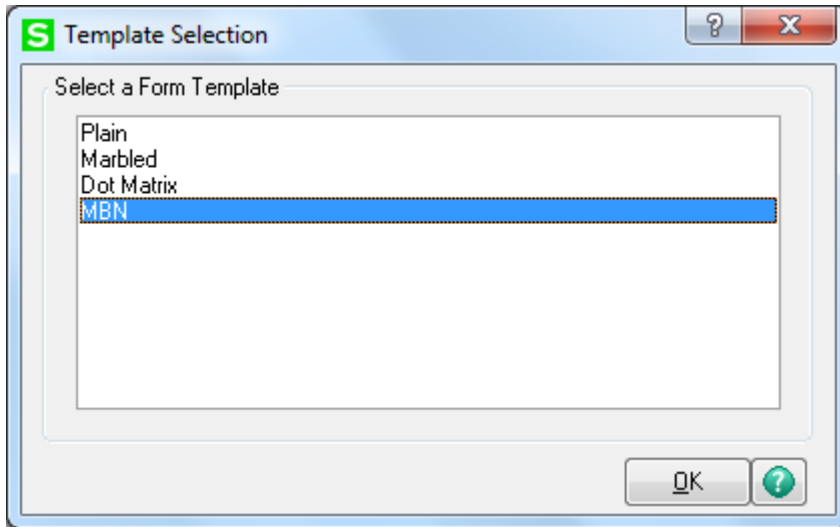 S Template Selection
Select a Form Template
Plain
Marbled
Dot Matrix
MBN
OK